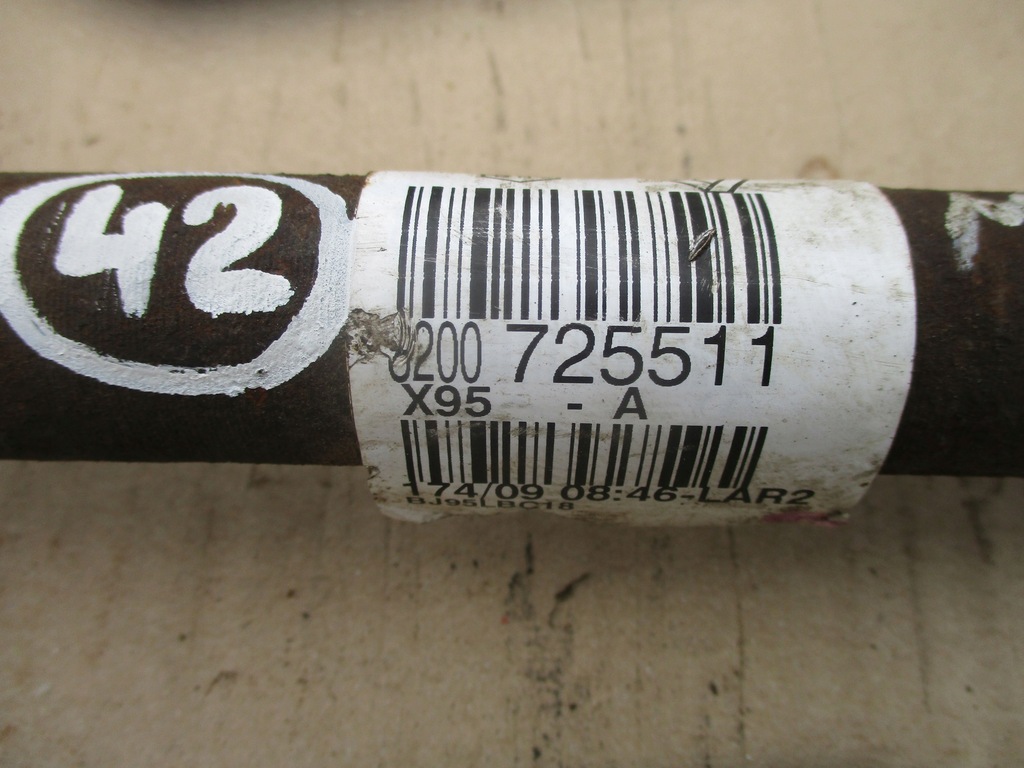 42
8200 725511
X95 - A
174/09 08:46-LAR2
BJ95LBC18